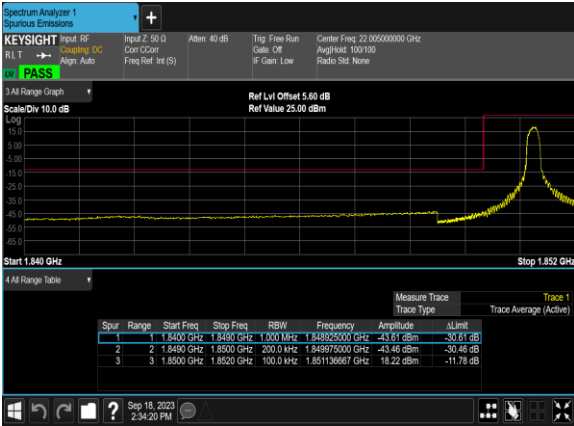 Spectrum Analyzer 1
Spurious Emissions
+
KEYSIGHT Input: RF Input Z: 50 Ω Atten: 40 dB Trig: Free Run Center Freq: 22.005000000 GHz
RLT Coupling: DC Corr CCorr Gate: Off Avg|Hold: 100/100
Align: Auto Freq Ref: Int (S) IF Gain: Low Radio Std: None
PASS
3 All Range Graph
Ref Lvl Offset 5.60 dB
Scale/Div 10.0 dB Ref Value 25.00 dBm
Log
15.0
5.00
-5.00
-15.0
-25.0
-35.0
-45.0
-55.0
-65.0
Start 1.840 GHz Stop 1.852 GHz
4 All Range Table
Measure Trace Trace 1
Trace Type Trace Average (Active)
Spur Range Start Freq Stop Freq RBW Frequency Amplitude ΔLimit
1 1 1.8400 GHz 1.8490 GHz 1.000 MHz 1.848925000 GHz -43.61 dBm -30.61 dB
2 2 1.8490 GHz 1.8500 GHz 200.0 kHz 1.849975000 GHz -43.46 dBm -30.46 dB
3 3 1.8500 GHz 1.8520 GHz 100.0 kHz 1.851136667 GHz 18.22 dBm -11.78 dB
? Sep 18, 2023
2:34:20 PM